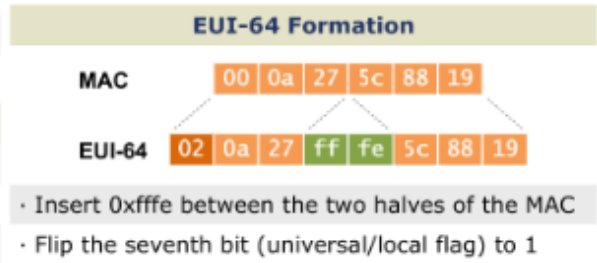 EUI-64 Formation
MAC 00 0a 27 5c 88 19
EUI-64 02 0a 27 ff fe 5c 88 19
· Insert 0xfffe between the two halves of the MAC
· Flip the seventh bit (universal/local flag) to 1